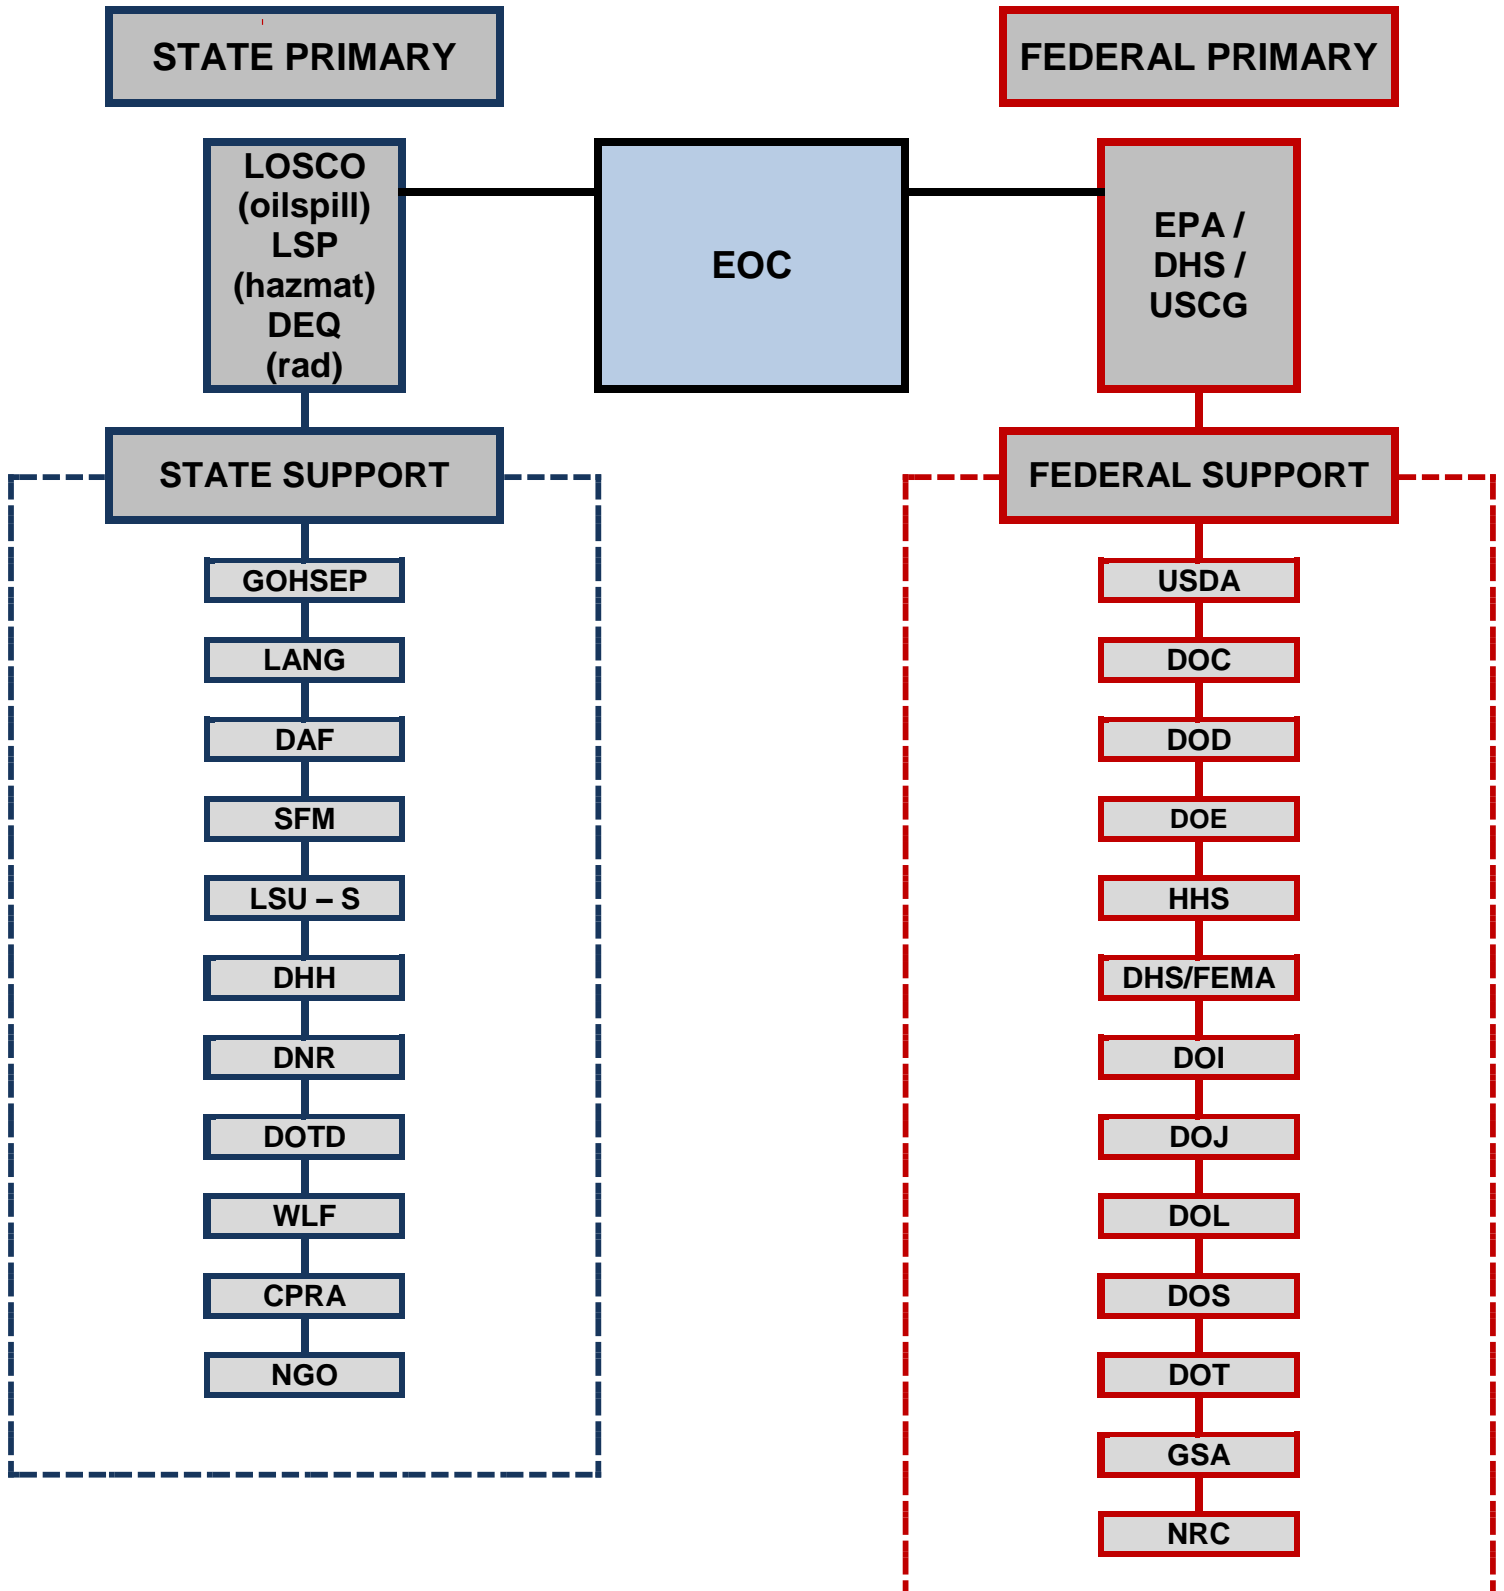 STATE PRIMARY
FEDERAL PRIMARY
LOSCO
(oilspill)
LSP
(hazmat)
DEQ
(rad)
EOC
EPA /
DHS /
USCG
STATE SUPPORT
FEDERAL SUPPORT
GOHSEP
LANG
DAF
SFM
LSU – S
DHH
DNR
DOTD
WLF
CPRA
NGO
USDA
DOC
DOD
DOE
HHS
DHS/FEMA
DOI
DOJ
DOL
DOS
DOT
GSA
NRC